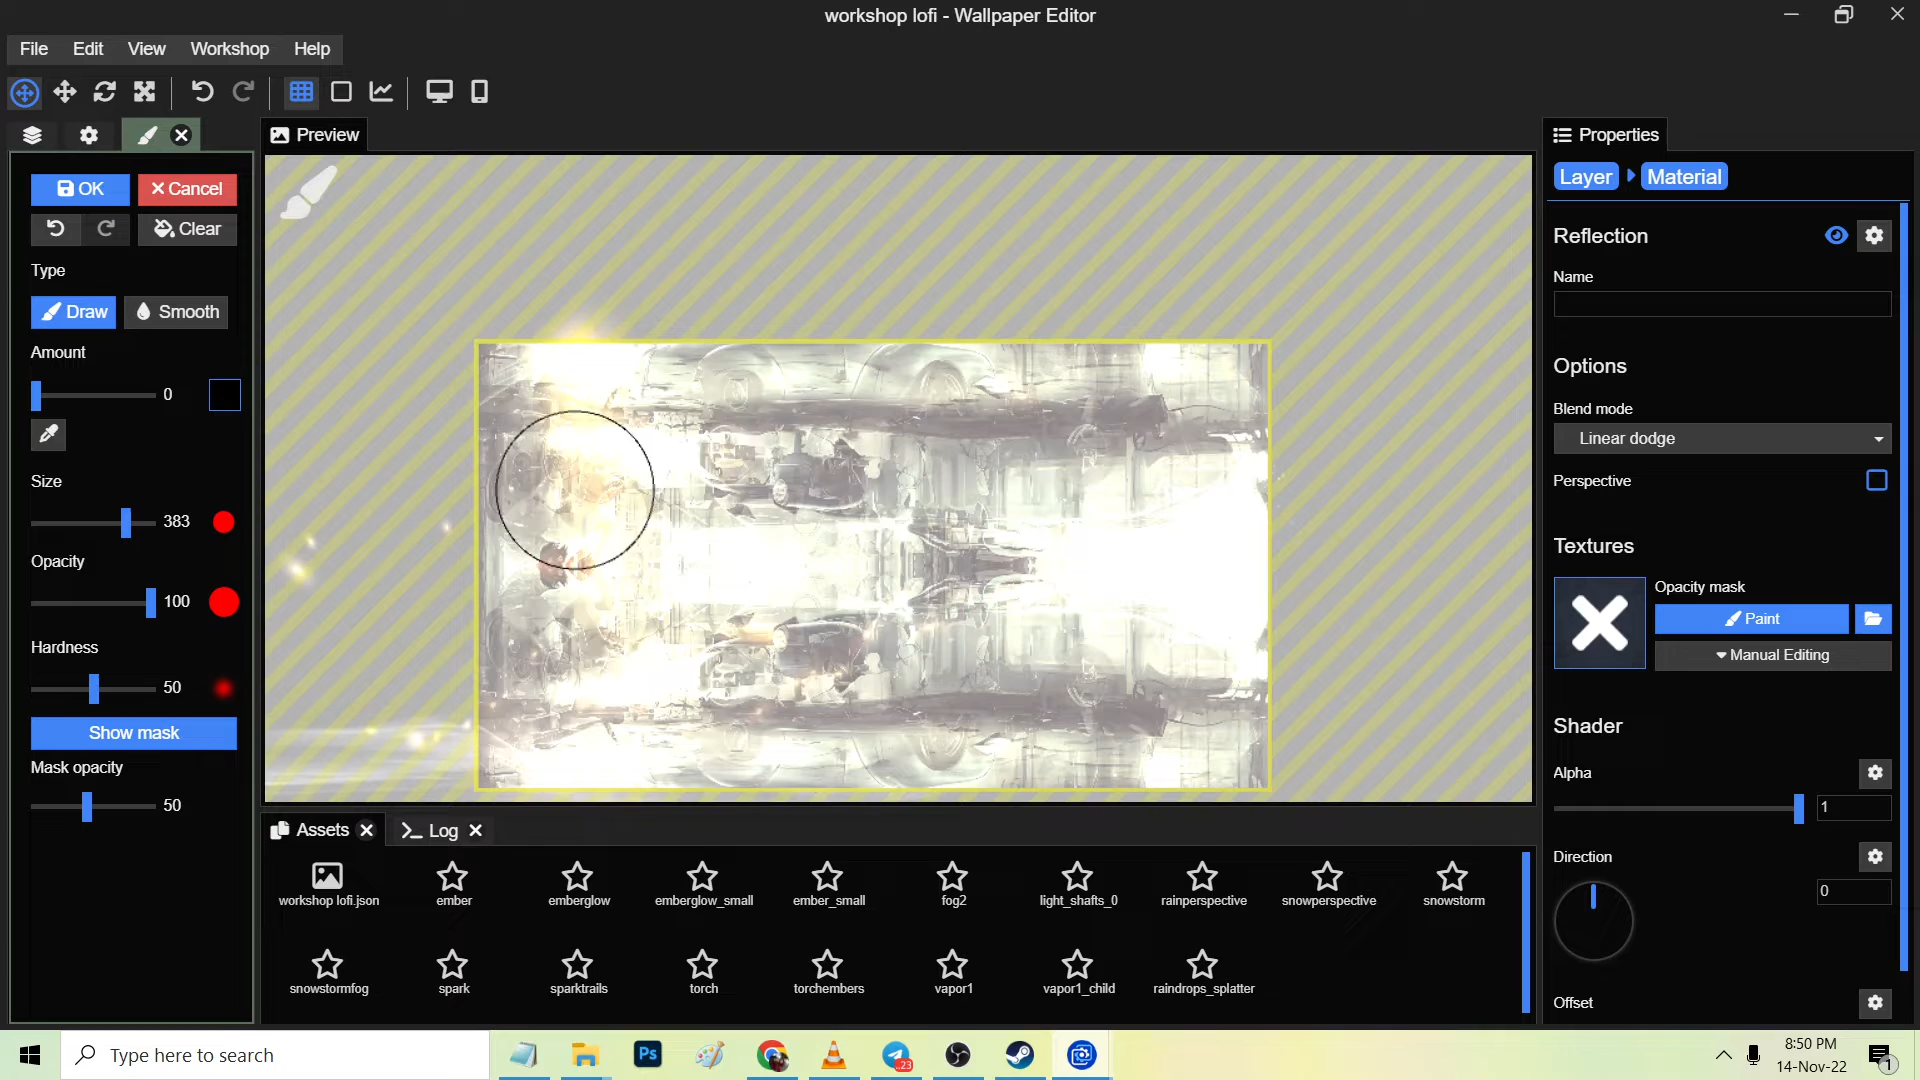 workshop lofi - Wallpaper Editor
File Edit View Workshop Help
Preview
Properties
OK Cancel
Clear
Type
Draw Smooth
Amount
0
Size
383
Opacity
100
Hardness
50
Show mask
Mask opacity
50
Layer Material
Reflection
Name
Options
Blend mode
Linear dodge
Perspective
Textures
Opacity mask
Paint
Manual Editing
Shader
Alpha
1
Direction
0
Offset
Assets Log
workshop lofi.json ember emberglow emberglow_small ember_small fog2 light_shafts_0 rainperspective snowperspective snowstorm
snowstormfog spark sparktrails torch torchembers vapor1 vapor1_child raindrops_splatter
Type here to search
Ps
23
8:50 PM
14-Nov-22
1